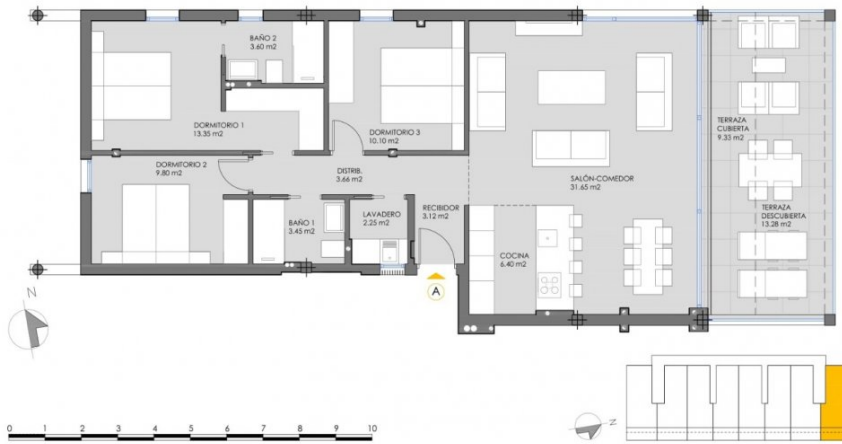 BAÑO 2
3.60 m2
DORMITORIO 1
13.35 m2
DORMITORIO 3
10.10 m2
DORMITORIO 2
9.80 m2
DISTRIB.
3.66 m2
SALÓN-COMEDOR
31.65 m2
TERRAZA
CUBIERTA
9.33 m2
TERRAZA
DESCUBIERTA
13.28 m2
BAÑO 1
3.45 m2
LAVADERO
2.25 m2
RECIBIDOR
3.12 m2
COCINA
6.40 m2
A
N
N
0 1 2 3 4 5 6 7 8 9 10